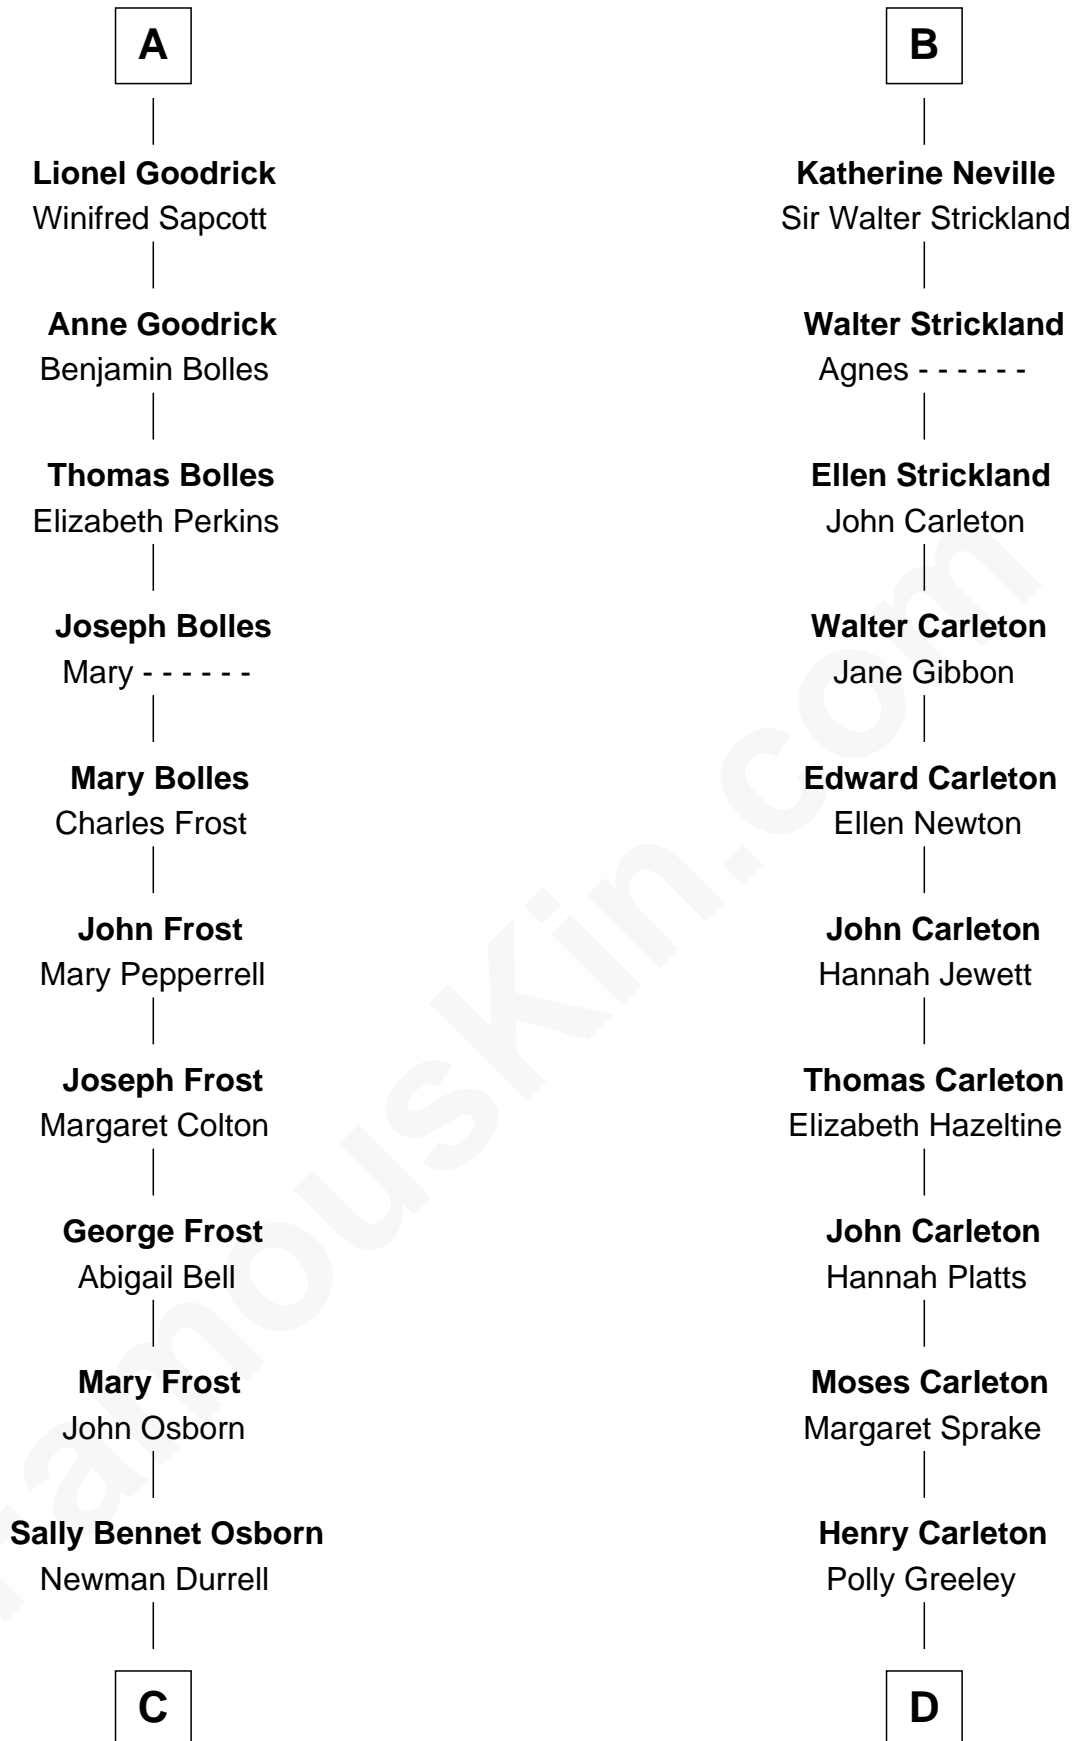 A
Lionel Goodrick
Winifred Sapcott
Anne Goodrick
Benjamin Bolles
Thomas Bolles
Elizabeth Perkins
Joseph Bolles
Mary - - - - - -
Mary Bolles
Charles Frost
John Frost
Mary Pepperrell
Joseph Frost
Margaret Colton
George Frost
Abigail Bell
Mary Frost
John Osborn
Sally Bennet Osborn
Newman Durrell
C
B
Katherine Neville
Sir Walter Strickland
Walter Strickland
Agnes - - - - - -
Ellen Strickland
John Carleton
Walter Carleton
Jane Gibbon
Edward Carleton
Ellen Newton
John Carleton
Hannah Jewett
Thomas Carleton
Elizabeth Hazeltine
John Carleton
Hannah Platts
Moses Carleton
Margaret Sprake
Henry Carleton
Polly Greeley
D
FamousKin.com